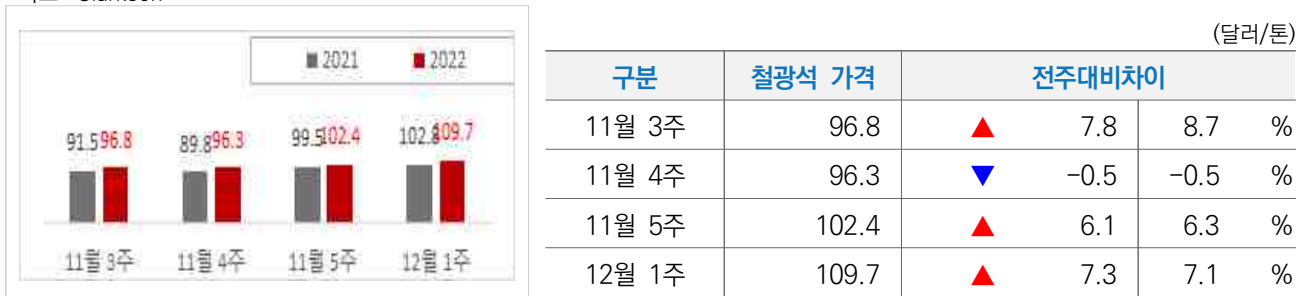 (달러/톤)
■ 2021 ■ 2022
91.5 96.8 89.8 96.3 99.5 102.4 102.8 109.7
11월 3주 11월 4주 11월 5주 12월 1주
구분 철광석 가격 전주대비차이
11월 3주 96.8 ▲ 7.8 8.7 %
11월 4주 96.3 ▼ -0.5 -0.5 %
11월 5주 102.4 ▲ 6.1 6.3 %
12월 1주 109.7 ▲ 7.3 7.1 %